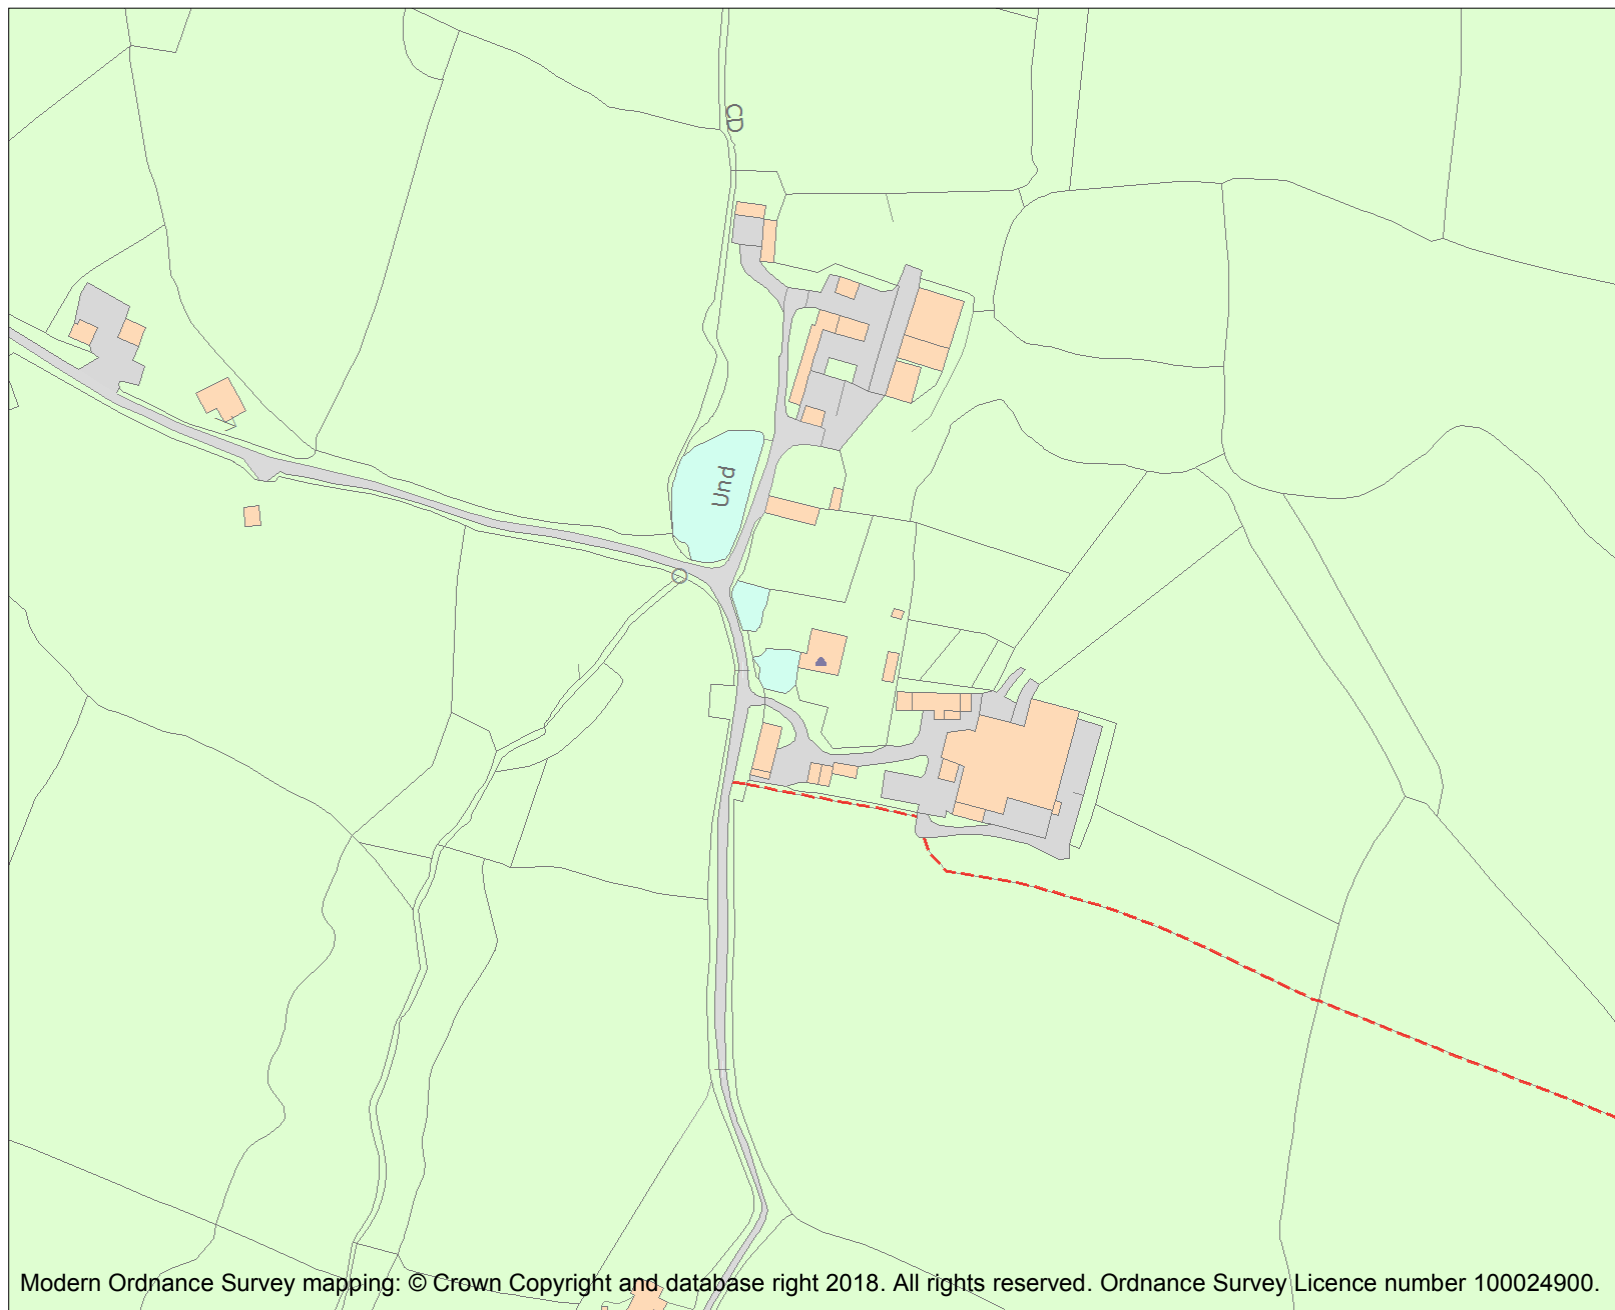 CD
Und
Modern Ordnance Survey mapping: © Crown Copyright and database right 2018. All rights reserved. Ordnance Survey Licence number 100024900.